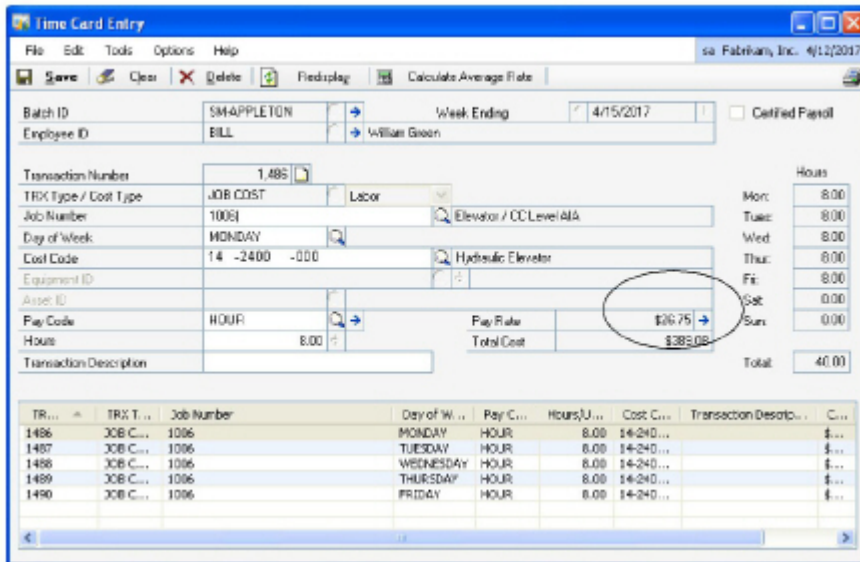 Time Card Entry
File Edit Tools Options Help sa Fabrikam, Inc. 4/12/2017
Save Clear Delete Redisplay Calculate Average Rate
Batch ID SM-APPLETON Week Ending 4/15/2017 Certified Payroll
Employee ID BILL William Green
Transaction Number 1,486 Hours
TRX Type / Cost Type JOB COST Labor Mon: 8.00
Job Number 1006 Elevator / CC Level AIA Tues: 8.00
Day of Week MONDAY Wed: 8.00
Cost Code 14 -2400 -000 Hydraulic Elevator Thur: 8.00
Equipment ID Fri: 8.00
Asset ID Sat: 0.00
Pay Code HOUR Pay Rate $26.75 Sun: 0.00
Hours 8.00 Total Cost
Transaction Description Total: 40.00
TR... TRX T... Job Number Day of W... Pay C... Hours/U... Cost C... Transaction Descrip... C...
1486 JOB C... 1006 MONDAY HOUR 8.00 14-240... $...
1487 JOB C... 1006 TUESDAY HOUR 8.00 14-240... $...
1488 JOB C... 1006 WEDNESDAY HOUR 8.00 14-240... $...
1489 JOB C... 1006 THURSDAY HOUR 8.00 14-240... $...
1490 JOB C... 1006 FRIDAY HOUR 8.00 14-240... $...